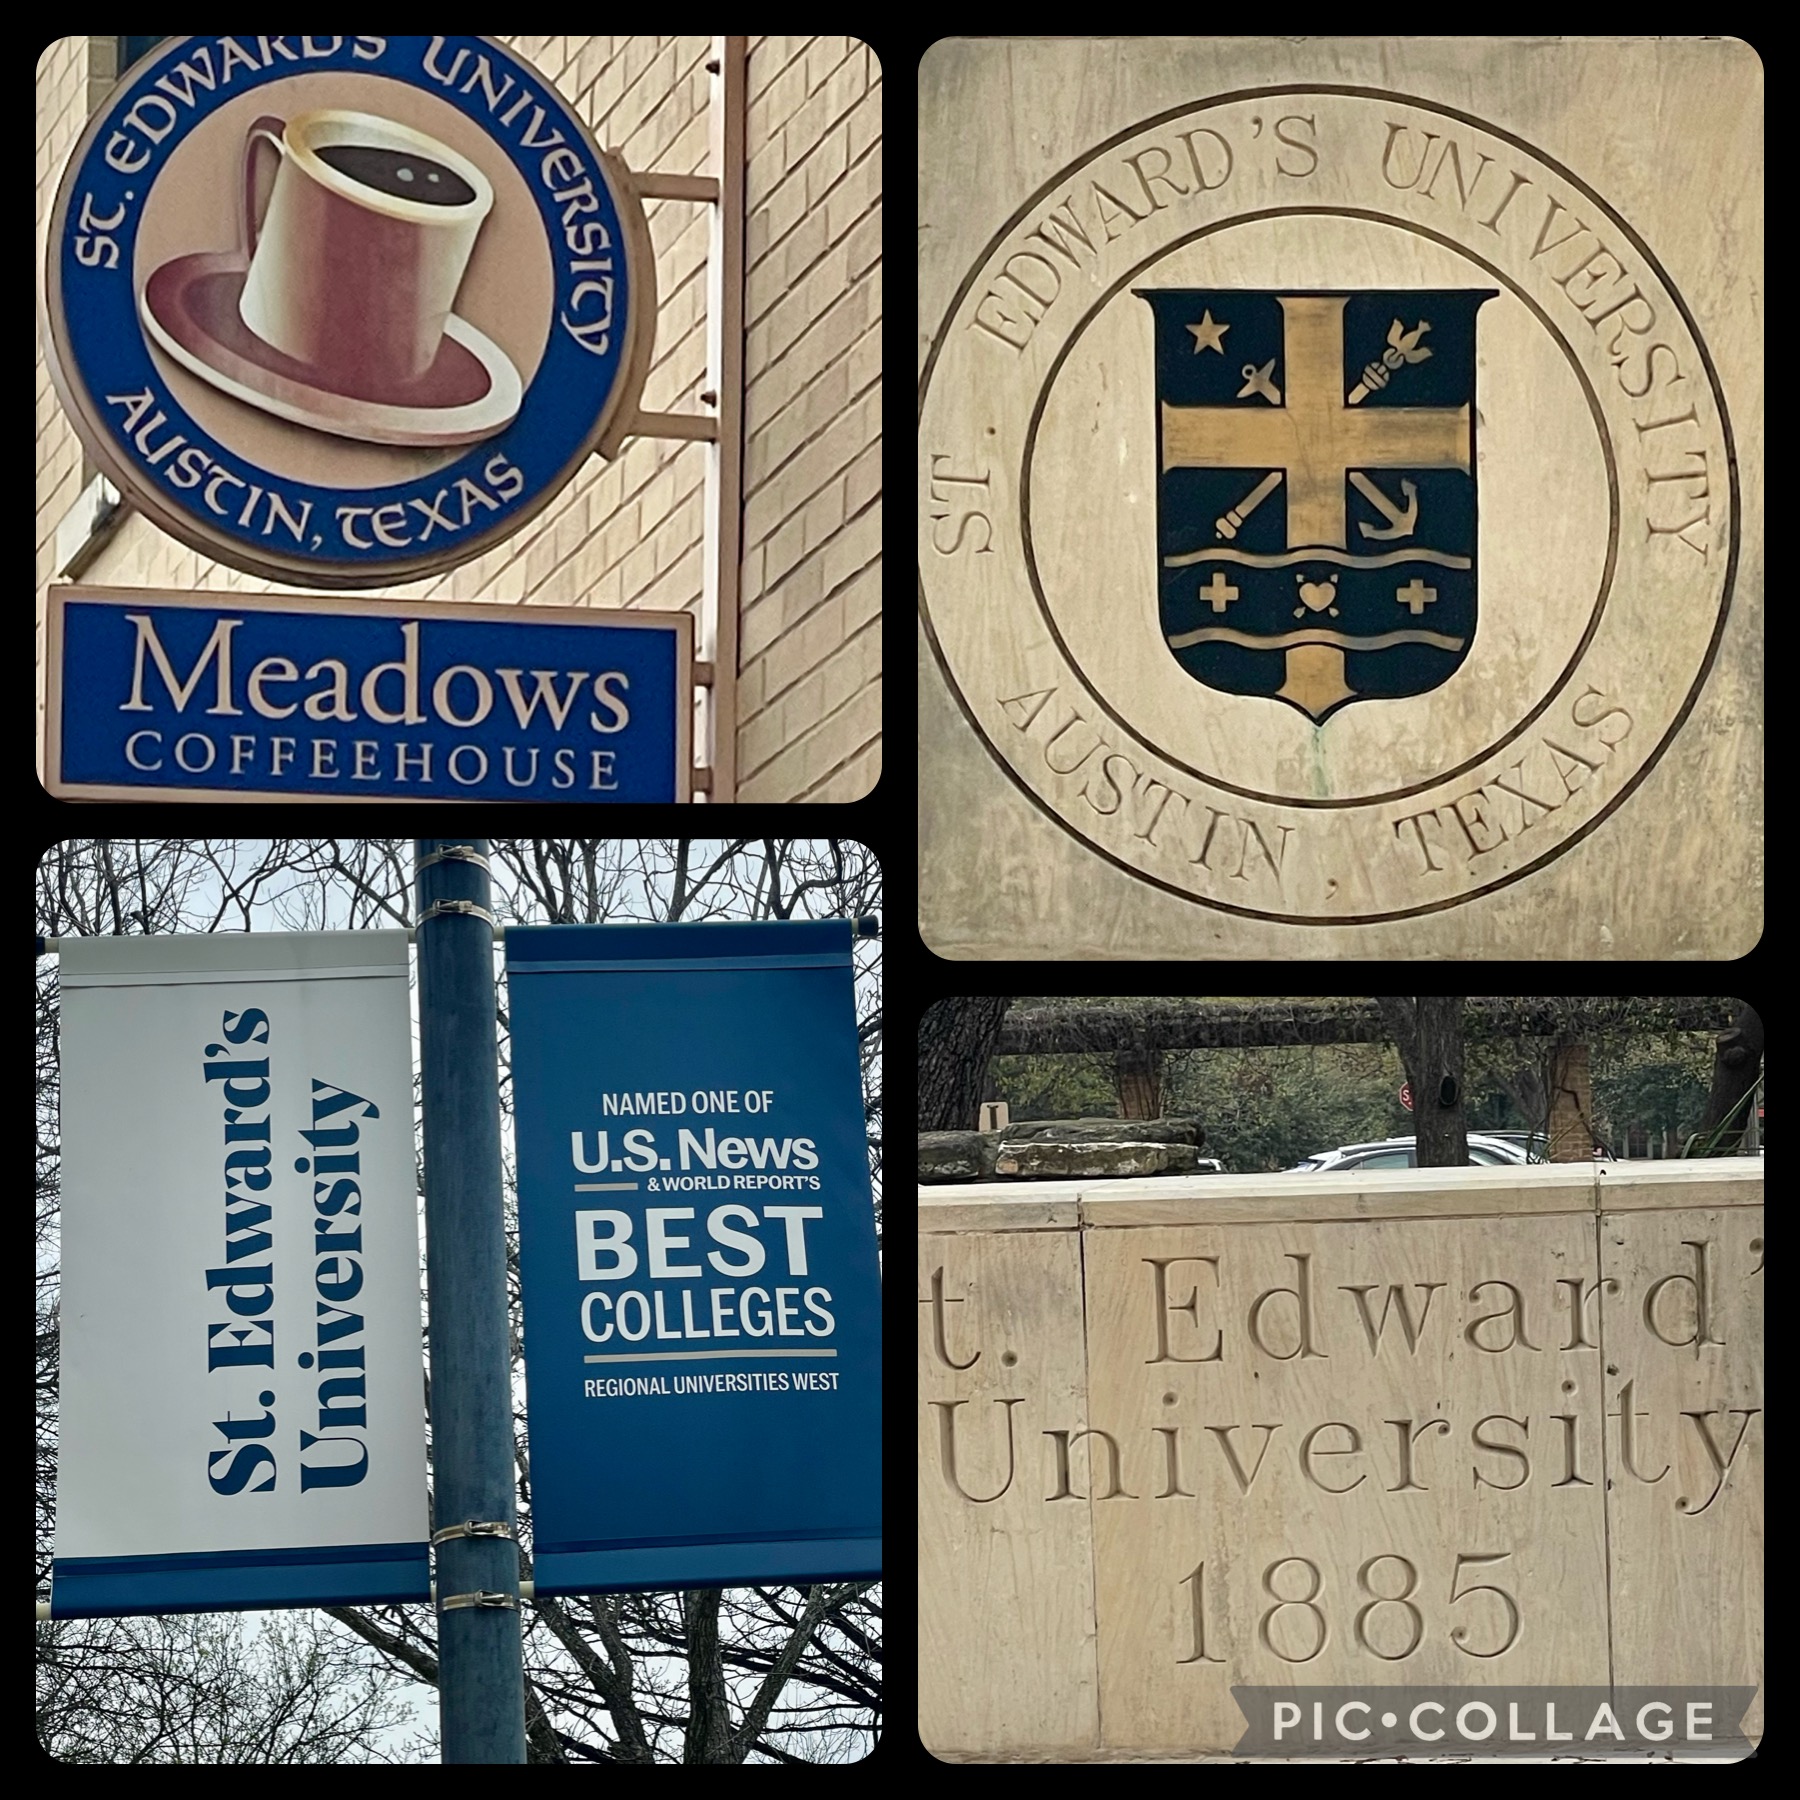 ST. EDWARD'S UNIVERSITY
AUSTIN, TEXAS
Meadows
COFFEEHOUSE
ST. EDWARD'S UNIVERSITY
AUSTIN, TEXAS
St. Edward's
University
NAMED ONE OF
U.S. News
& WORLD REPORT'S
BEST
COLLEGES
REGIONAL UNIVERSITIES WEST
t. Edward'
University
1885
PIC•COLLAGE